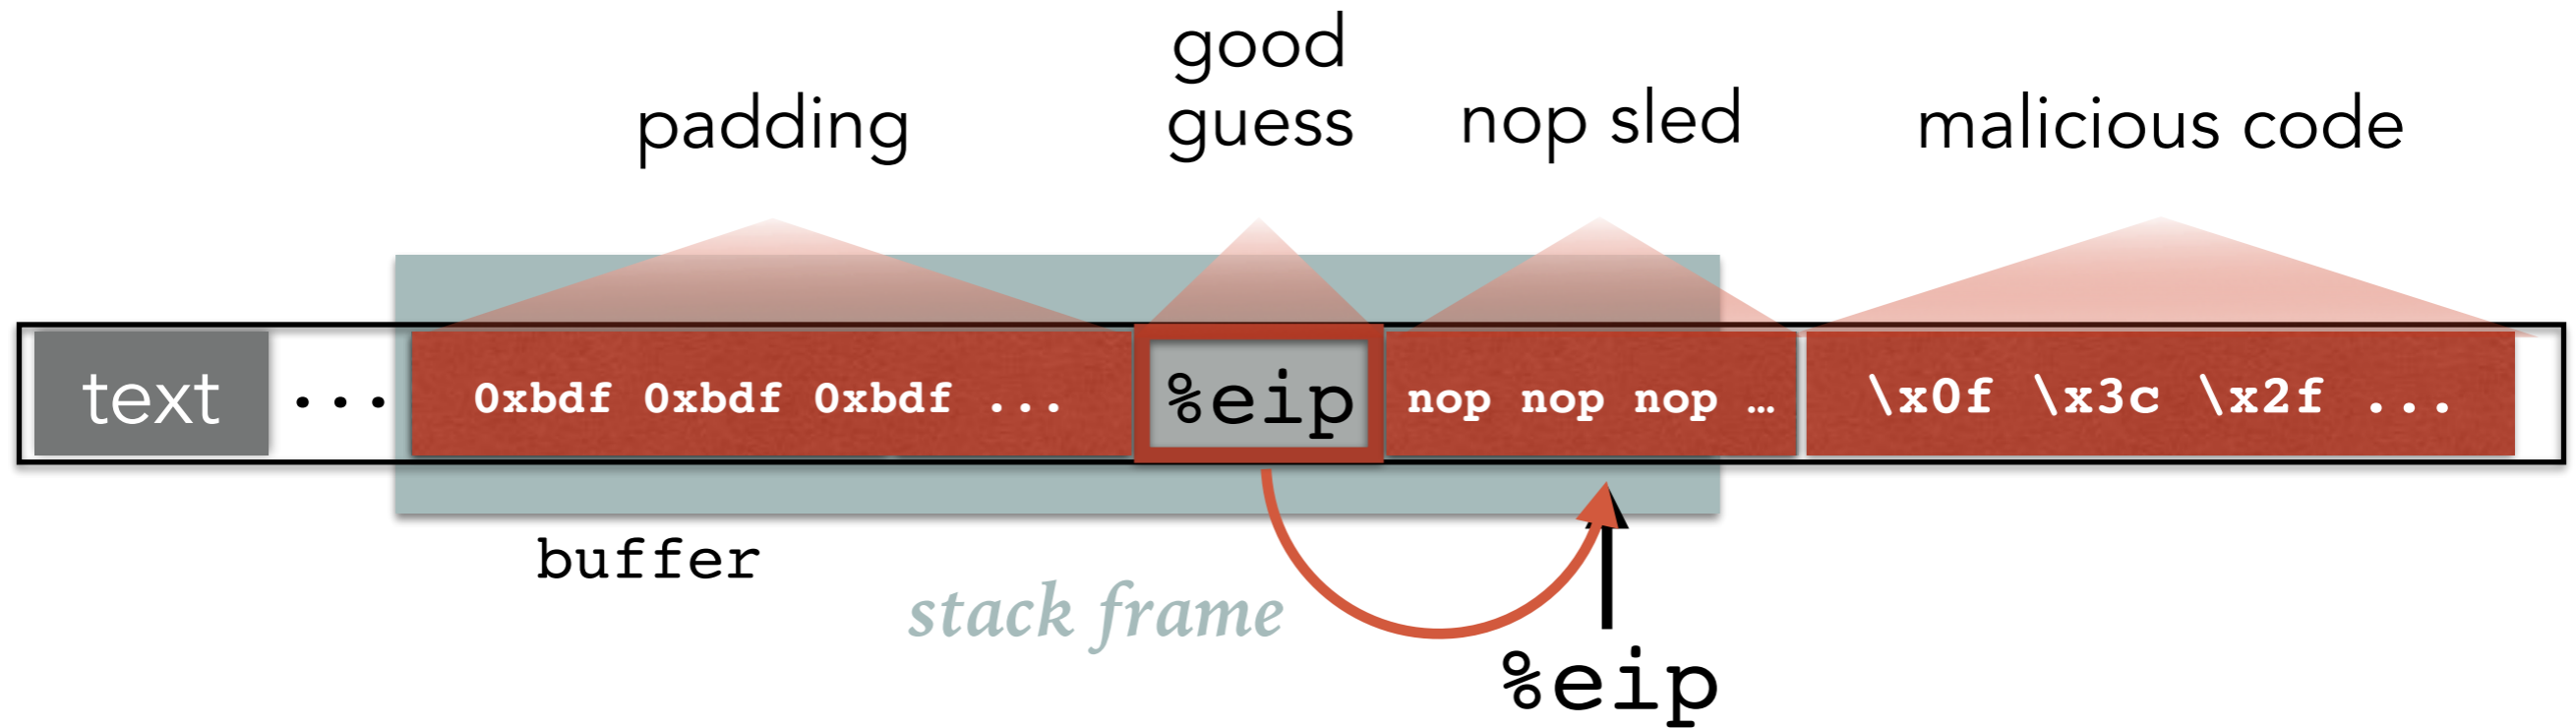 good
guess
padding
nop sled
malicious code
text ... 0xbdf 0xbdf 0xbdf ... %eip nop nop nop … \x0f \x3c \x2f ...
buffer
stack frame
%eip